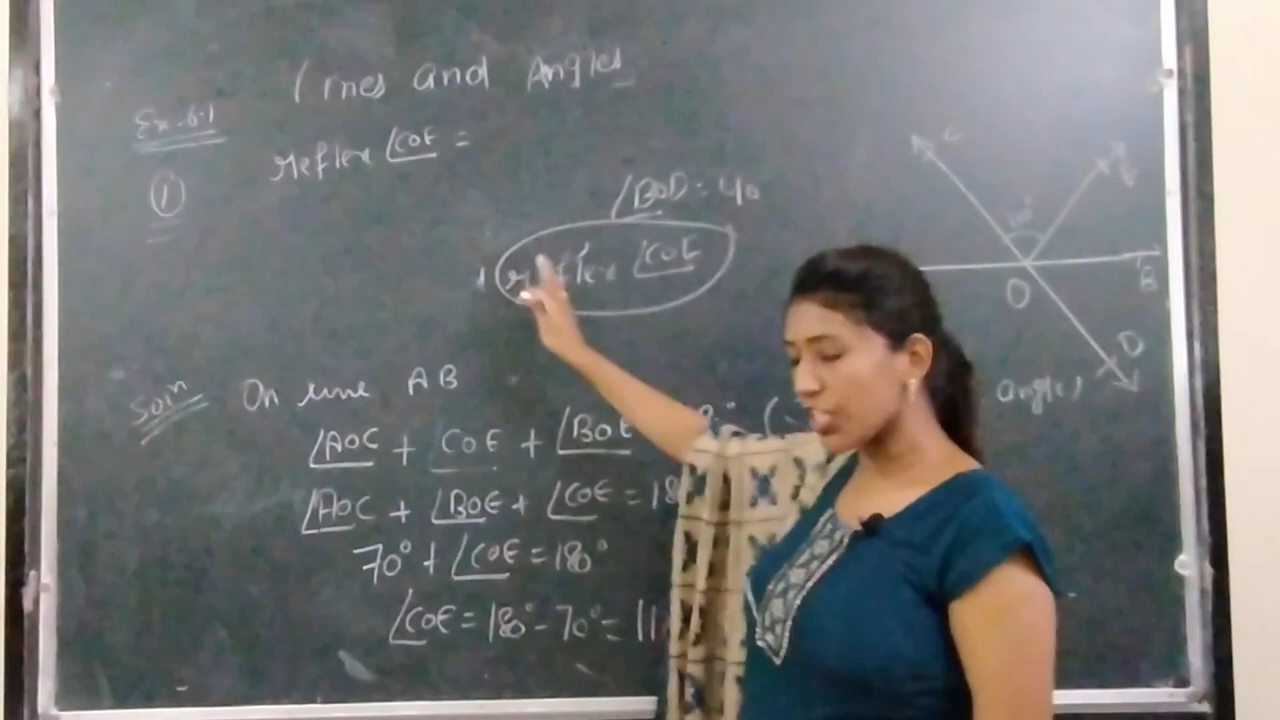 Lines and Angles
Ex-6.1
① reflex ∠COE =
∠BOD = 40
reflex ∠COE
C
E
O
B
D
Soln On line AB
angle)
∠AOC + COE + ∠BOE
∠AOC + ∠BOE + ∠COE = 18
70° + ∠COE = 180°
∠COE = 180° - 70° = 11